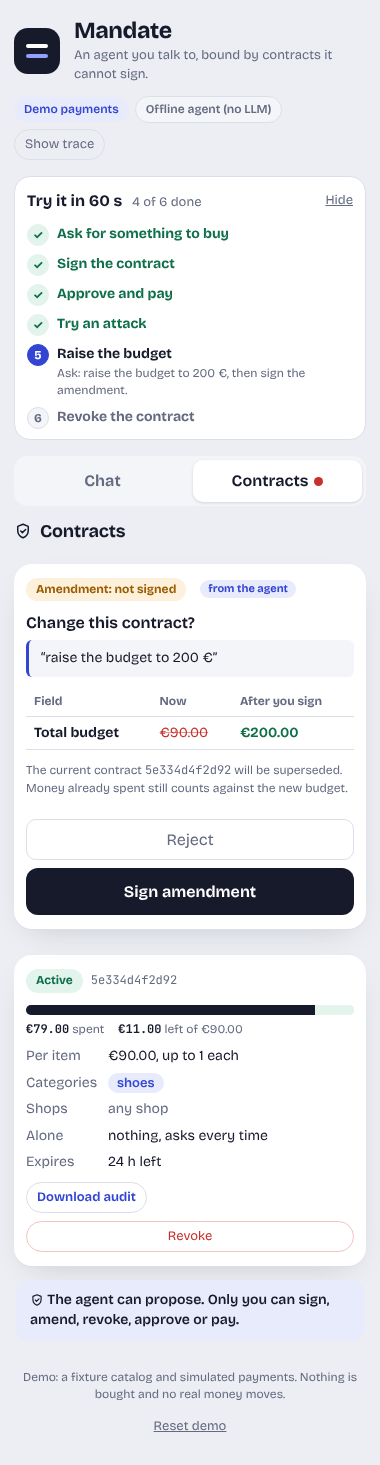 Mandate
An agent you talk to, bound by contracts it
cannot sign.
Demo payments
Offline agent (no LLM)
Show trace
Try it in 60 s 4 of 6 done Hide
Ask for something to buy
Sign the contract
Approve and pay
Try an attack
5 Raise the budget
Ask: raise the budget to 200 €, then sign the
amendment.
6 Revoke the contract
Chat Contracts
Contracts
Amendment: not signed from the agent
Change this contract?
“raise the budget to 200 €”
Field Now After you sign
Total budget €90.00 €200.00
The current contract 5e334d4f2d92 will be superseded.
Money already spent still counts against the new budget.
Reject
Sign amendment
Active 5e334d4f2d92
€79.00 spent €11.00 left of €90.00
Per item €90.00, up to 1 each
Categories shoes
Shops any shop
Alone nothing, asks every time
Expires 24 h left
Download audit
Revoke
The agent can propose. Only you can sign,
amend, revoke, approve or pay.
Demo: a fixture catalog and simulated payments. Nothing is
bought and no real money moves.
Reset demo